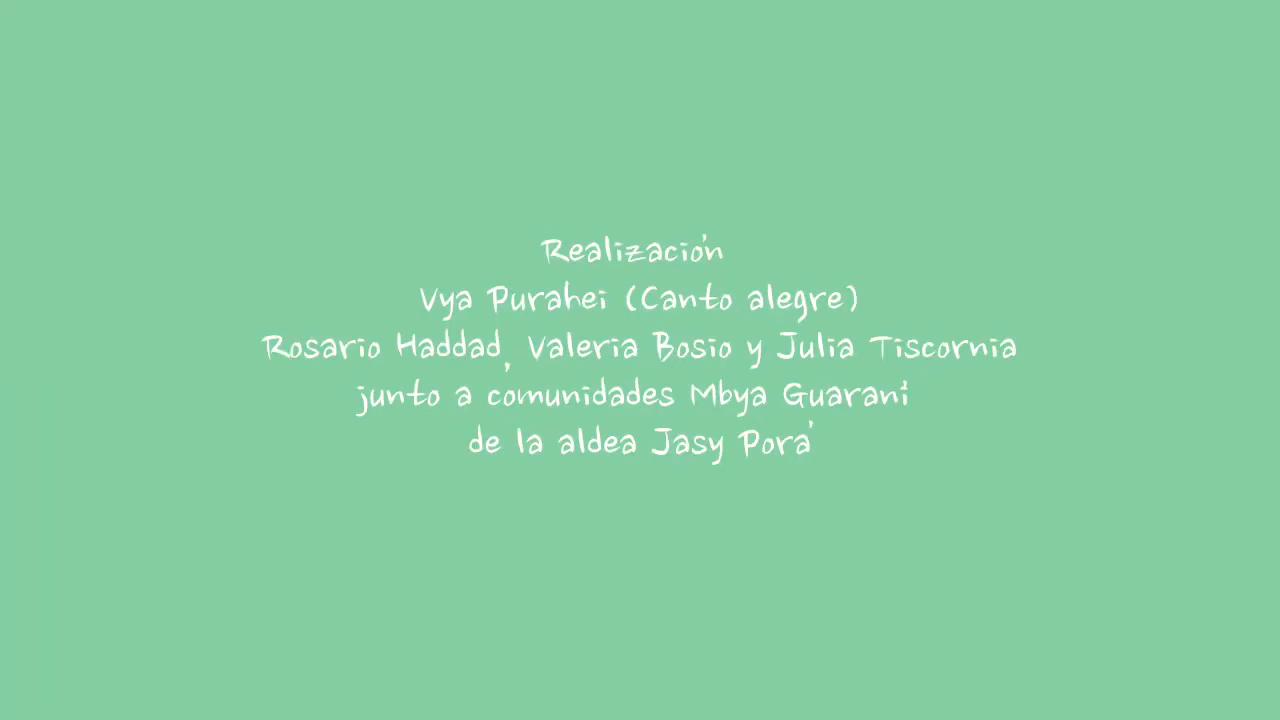 Realización
Vya Purahei (Canto alegre)
Rosario Haddad, Valeria Bosio y Julia Tiscornia
junto a comunidades Mbya Guaraní
de la aldea Jasy Porá